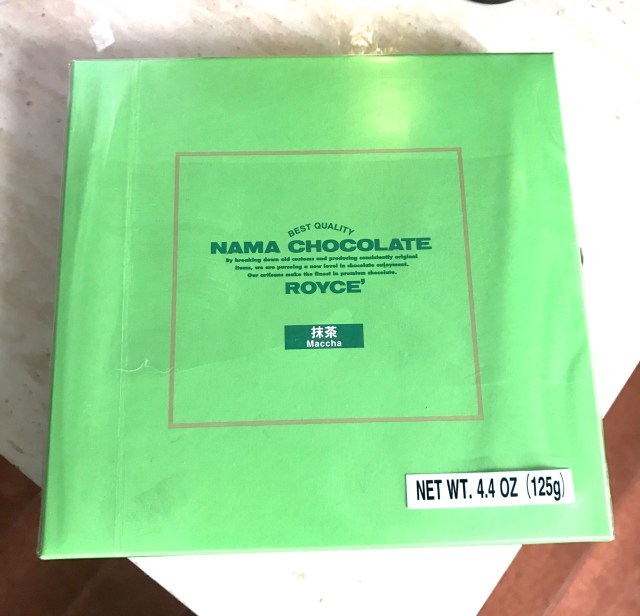 BEST QUALITY
NAMA CHOCOLATE
By breaking down old customs and producing consistently original
items, we are pursuing a new level in chocolate enjoyment.
Our artisans make the finest in premium chocolate.
ROYCE'
抹茶
Maccha
NET WT. 4.4 OZ (125g)